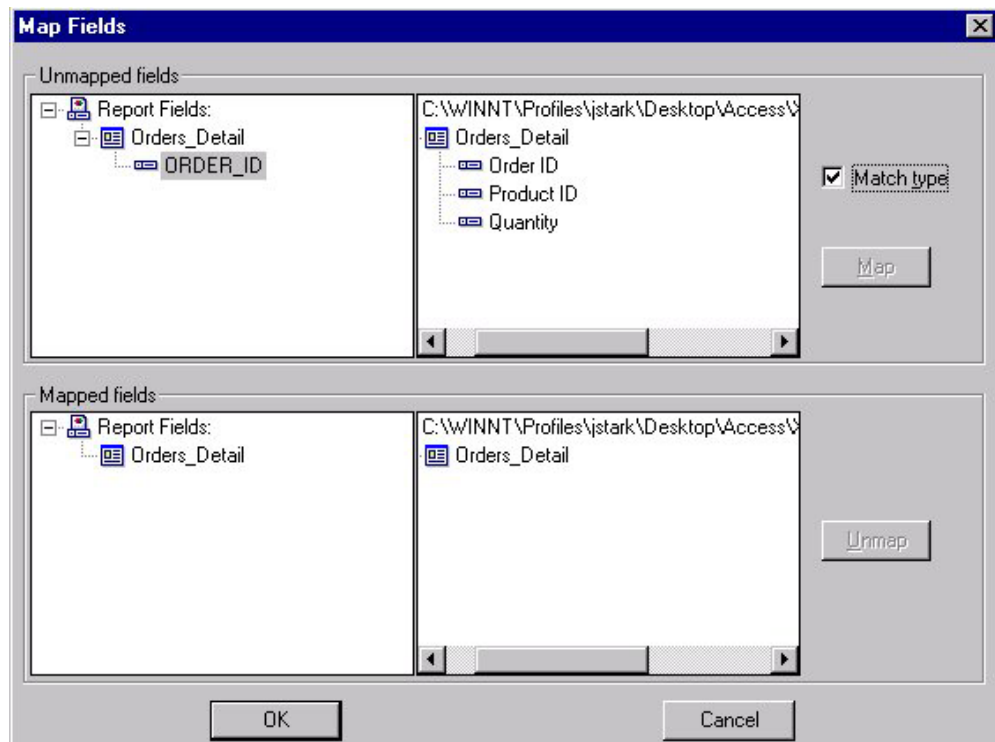 Map Fields
Unmapped fields
Report Fields:
Orders_Detail
ORDER_ID
C:\WINNT\Profiles\jstark\Desktop\Access\
Orders_Detail
Order ID
Product ID
Quantity
Match type
Map
Mapped fields
Report Fields:
Orders_Detail
C:\WINNT\Profiles\jstark\Desktop\Access\
Orders_Detail
Unmap
OK
Cancel